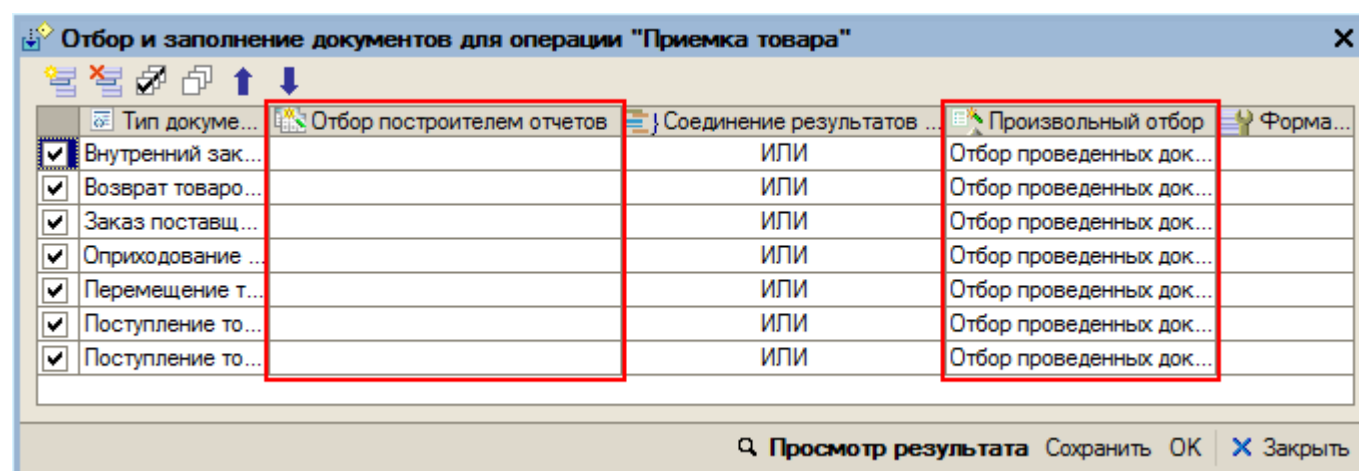 Отбор и заполнение документов для операции "Приемка товара"
Тип докуме... Отбор построителем отчетов Соединение результатов ... Произвольный отбор Форма...
Внутренний зак... ИЛИ Отбор проведенных док...
Возврат товаро... ИЛИ Отбор проведенных док...
Заказ поставщ... ИЛИ Отбор проведенных док...
Оприходование ... ИЛИ Отбор проведенных док...
Перемещение т... ИЛИ Отбор проведенных док...
Поступление то... ИЛИ Отбор проведенных док...
Поступление то... ИЛИ Отбор проведенных док...
Просмотр результата Сохранить OK Закрыть